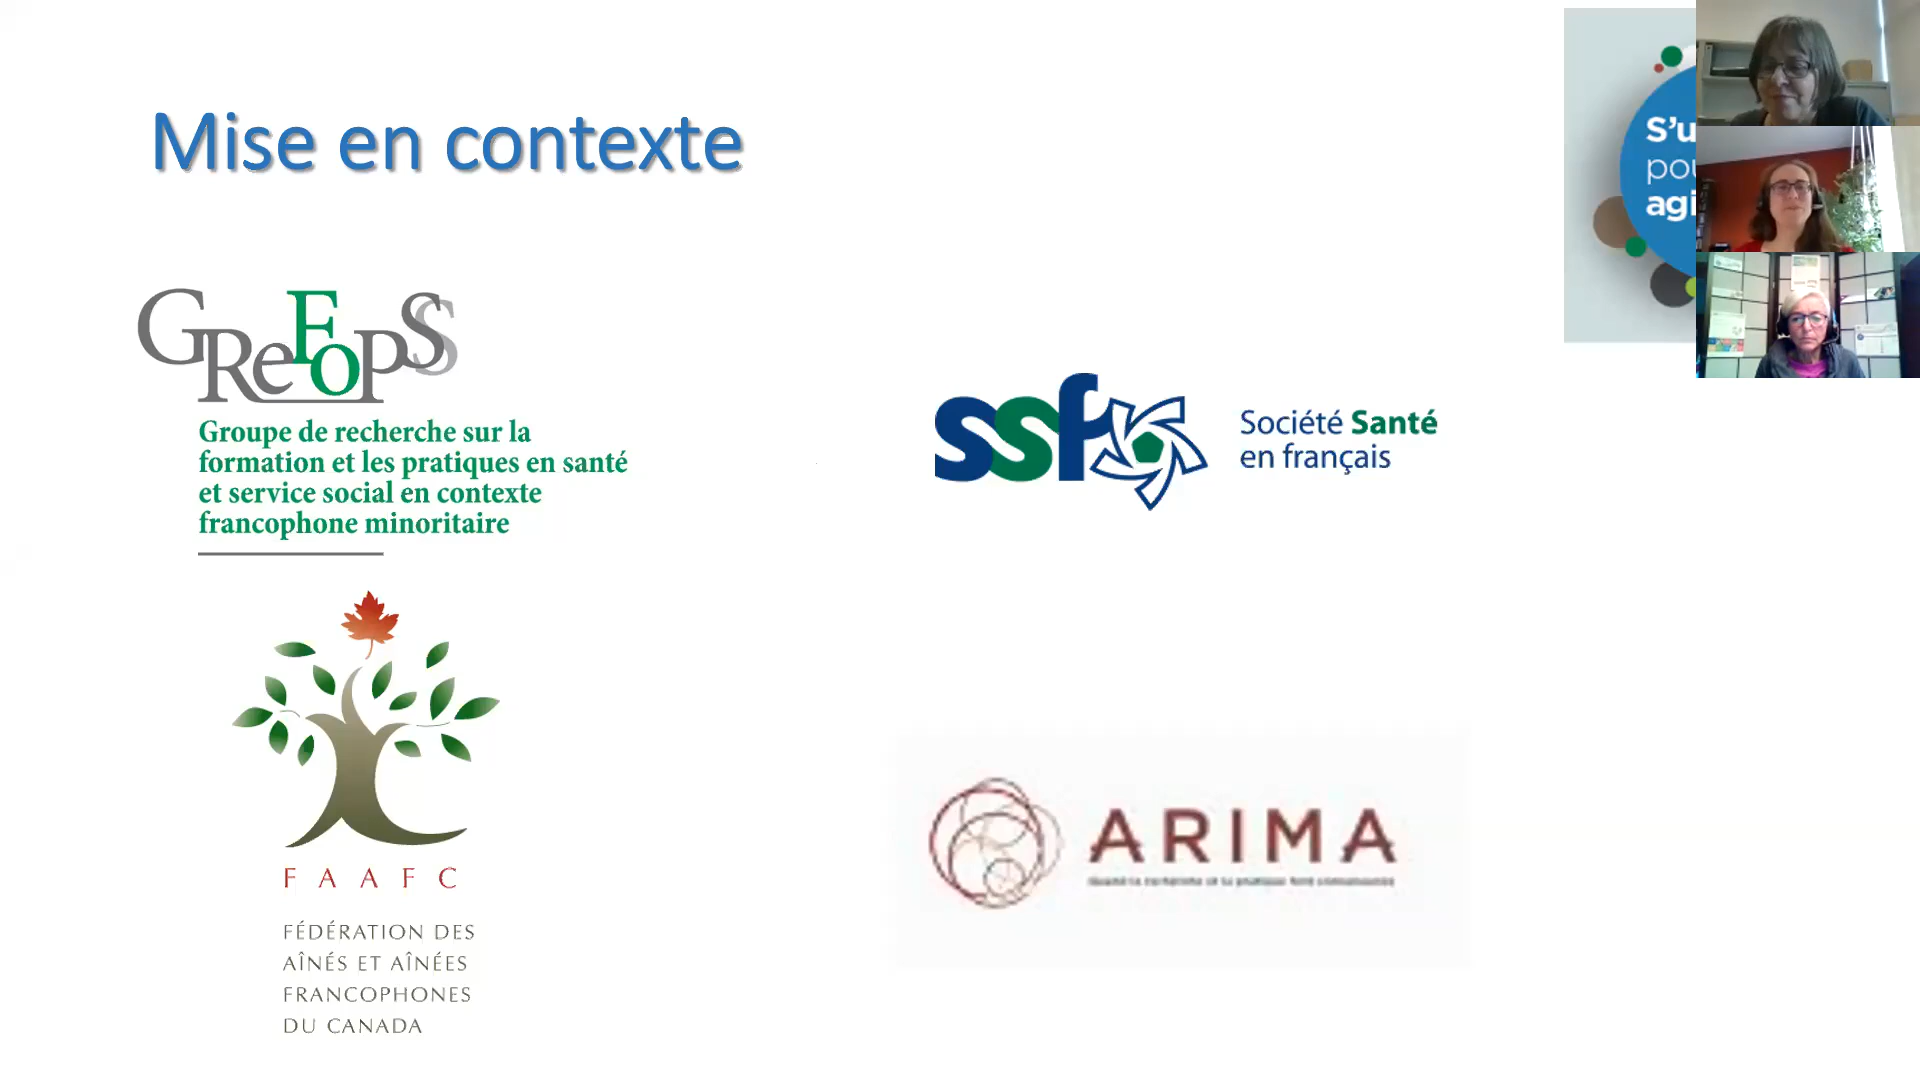 Mise en contexte
S'u
pou
agi
GReFoPS
Groupe de recherche sur la
formation et les pratiques en santé
et service social en contexte
francophone minoritaire
ssf
Société Santé
en français
FAAFC
FÉDÉRATION DES
AÎNÉS ET AÎNÉES
FRANCOPHONES
DU CANADA
ARIMA